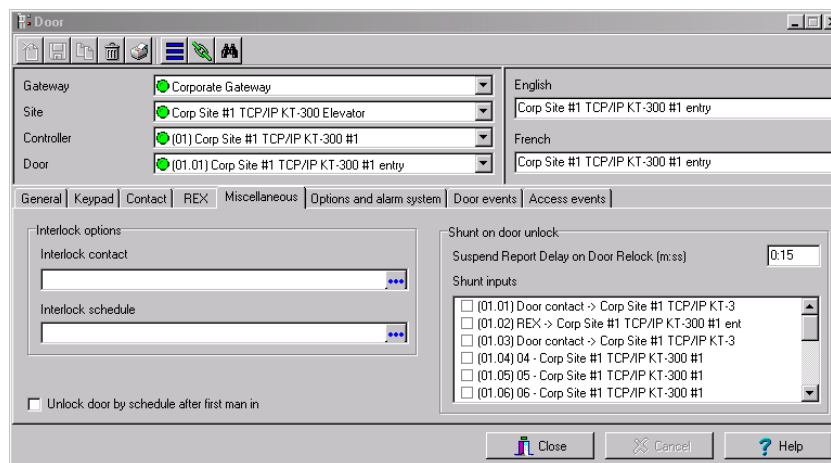 Door
Gateway
Corporate Gateway
Site
Corp Site #1 TCP/IP KT-300 Elevator
Controller
(01) Corp Site #1 TCP/IP KT-300 #1
Door
(01.01) Corp Site #1 TCP/IP KT-300 #1 entry
English
Corp Site #1 TCP/IP KT-300 #1 entry
French
Corp Site #1 TCP/IP KT-300 #1 entry
General Keypad Contact REX Miscellaneous Options and alarm system Door events Access events
Interlock options
Interlock contact
Interlock schedule
Unlock door by schedule after first man in
Shunt on door unlock
Suspend Report Delay on Door Relock (m:ss) 0:15
Shunt inputs
(01.01) Door contact -> Corp Site #1 TCP/IP KT-3
(01.02) REX -> Corp Site #1 TCP/IP KT-300 #1 ent
(01.03) Door contact -> Corp Site #1 TCP/IP KT-3
(01.04) 04 - Corp Site #1 TCP/IP KT-300 #1
(01.05) 05 - Corp Site #1 TCP/IP KT-300 #1
(01.06) 06 - Corp Site #1 TCP/IP KT-300 #1
Close Cancel Help